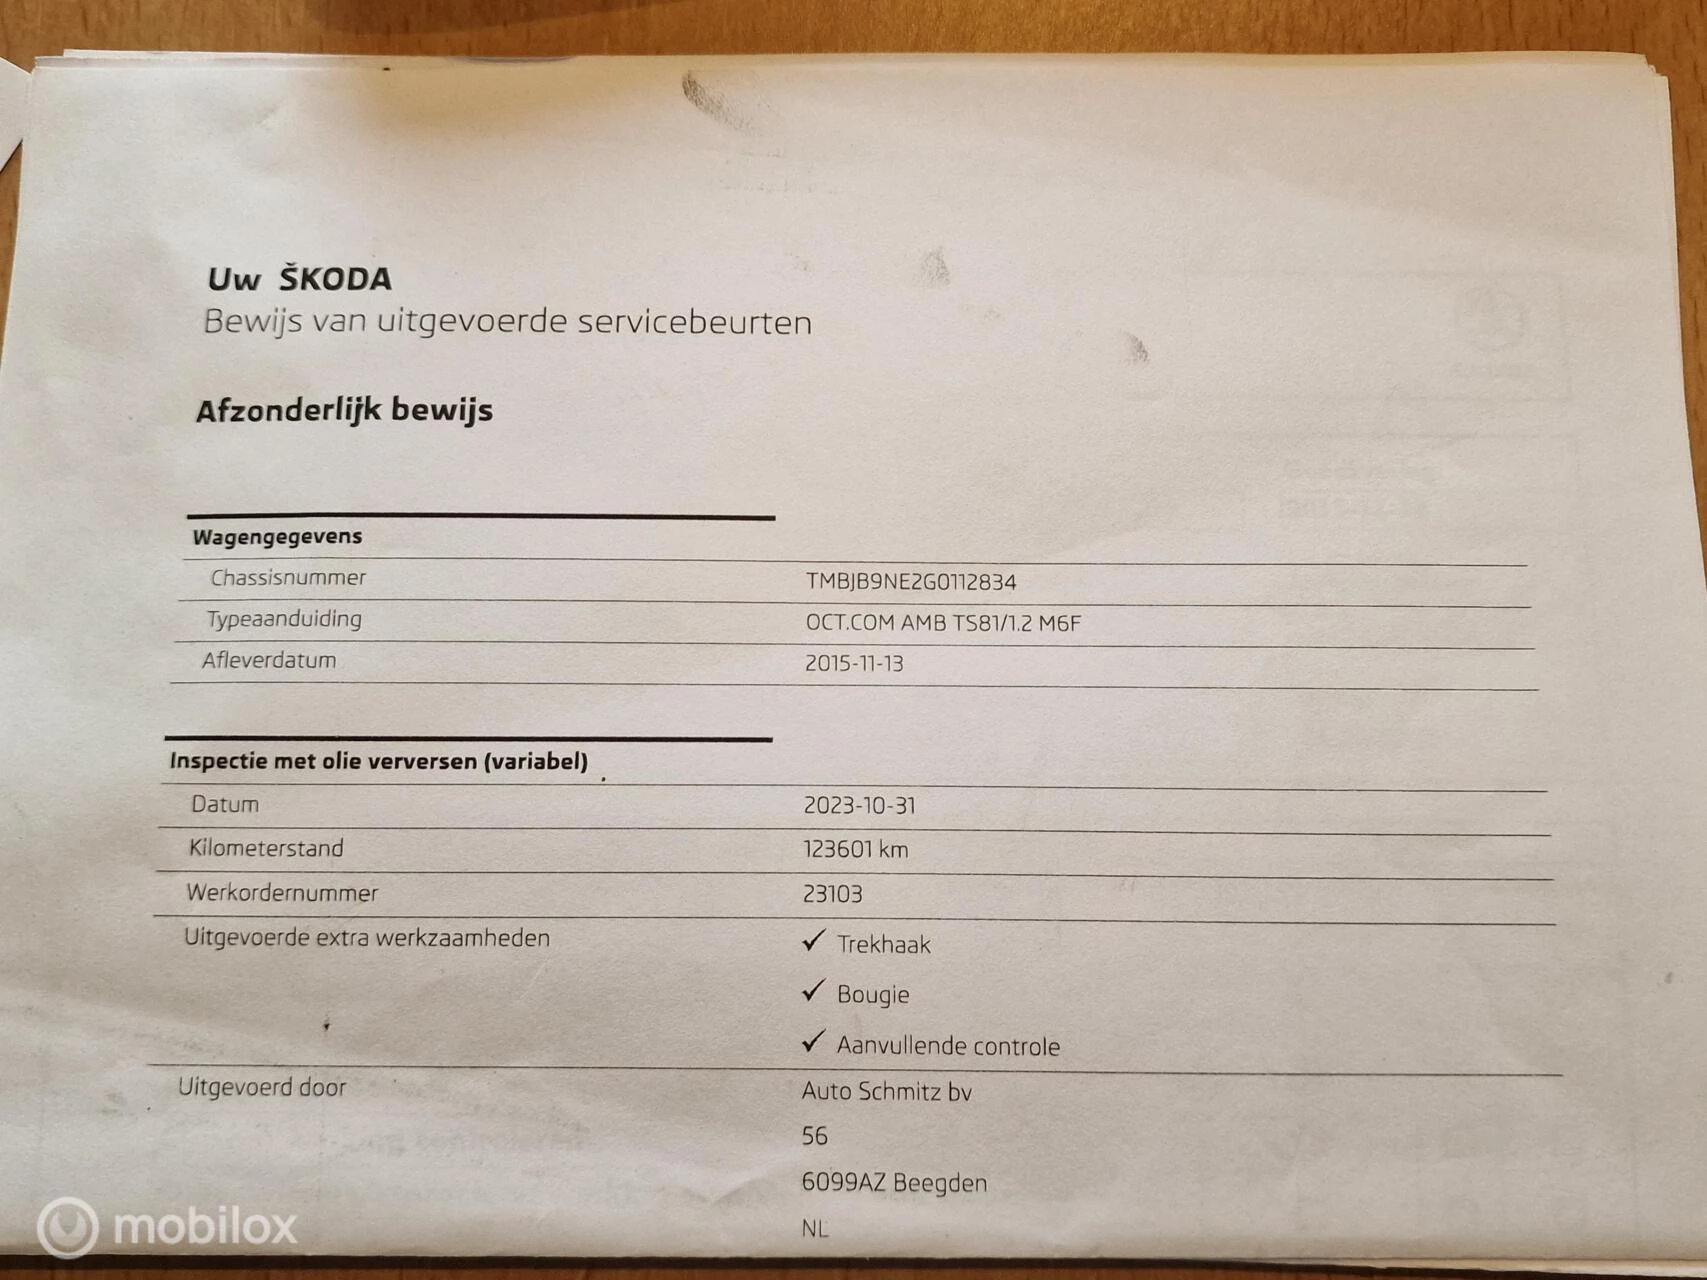 Uw ŠKODA
Bewijs van uitgevoerde servicebeurten
Afzonderlijk bewijs
Wagengegevens
Chassisnummer TMBJB9NE2G0112834
Typeaanduiding OCT.COM AMB TS81/1.2 M6F
Afleverdatum 2015-11-13
Inspectie met olie verversen (variabel)
Datum 2023-10-31
Kilometerstand 123601 km
Werkordernummer 23103
Uitgevoerde extra werkzaamheden ✓ Trekhaak
✓ Bougie
✓ Aanvullende controle
Uitgevoerd door Auto Schmitz bv
56
6099AZ Beegden
NL
mobilox